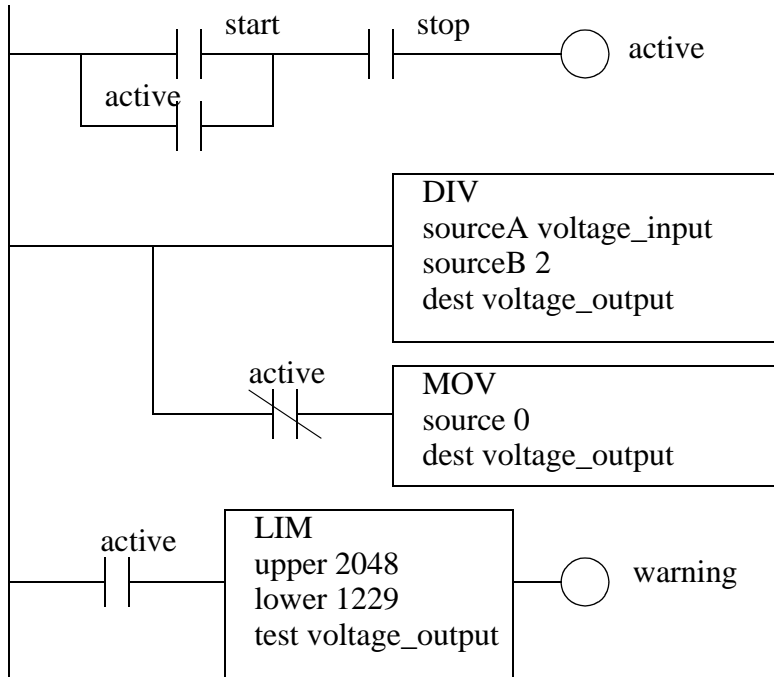 start
stop
active
active
DIV
sourceA voltage_input
sourceB 2
dest voltage_output
active
MOV
source 0
dest voltage_output
active
LIM
upper 2048
lower 1229
test voltage_output
warning